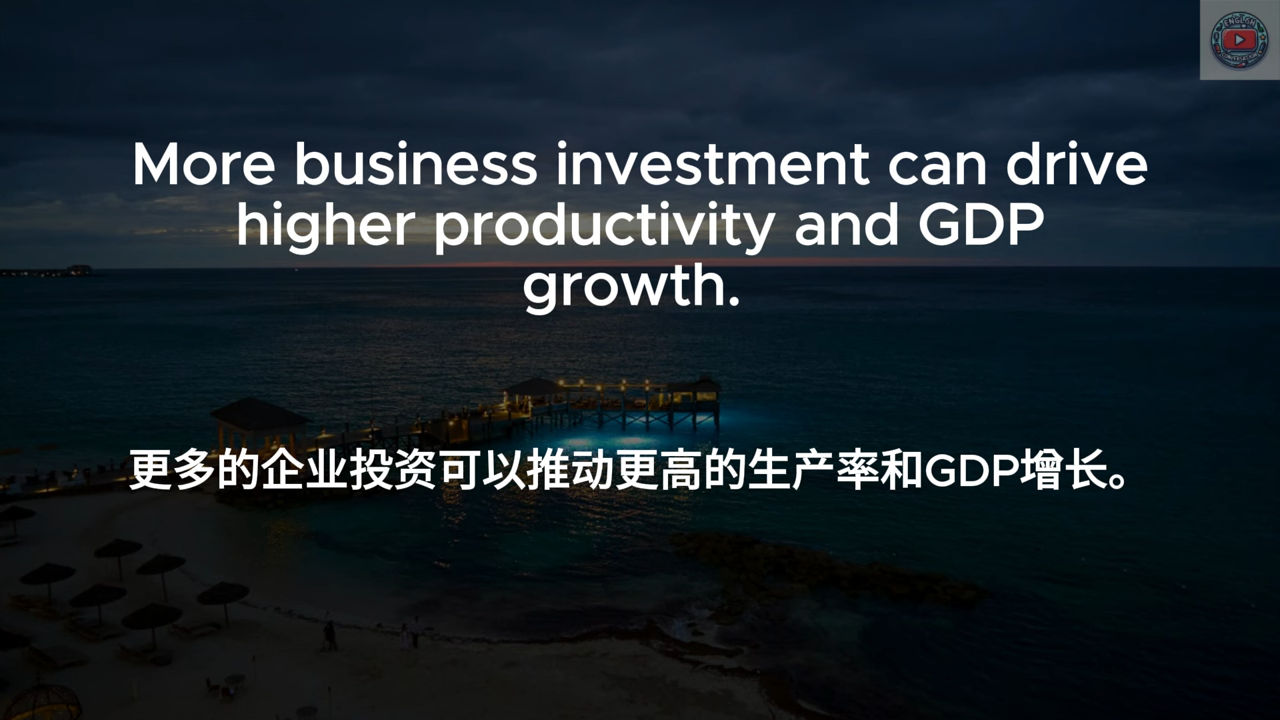 More business investment can drive
higher productivity and GDP
growth.
更多的企业投资可以推动更高的生产率和GDP增长。